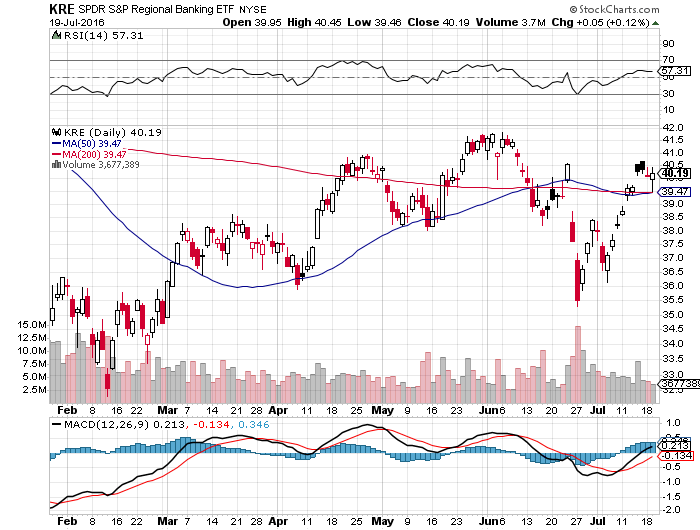 KRE SPDR S&P Regional Banking ETF NYSE © StockCharts.com
19-Jul-2016 Open 39.95 High 40.45 Low 39.46 Close 40.19 Volume 3.7M Chg +0.05 (+0.12%)
RSI(14) 57.31
90
70
57.31
50
30
10
KRE (Daily) 40.19
MA(50) 39.47
MA(200) 39.47
Volume 3,677,389
42.0
41.5
41.0
40.5
40.19
40.0
39.47
39.0
38.5
38.0
37.5
37.0
36.5
36.0
35.5
35.0
34.5
34.0
33.5
33.0
32.5
15.0M
12.5M
10.0M
7.5M
5.0M
2.5M
3677389
Feb 8 16 22 Mar 7 14 21 28 Apr 11 18 25 May 9 16 23 Jun 6 13 20 27 Jul 11 18
MACD(12,26,9) 0.213, -0.134, 0.346
0.213
-0.134
-0.5
-1.0
-1.5
-2.0
Feb 8 16 22 Mar 7 14 21 28 Apr 11 18 25 May 9 16 23 Jun 6 13 20 27 Jul 11 18